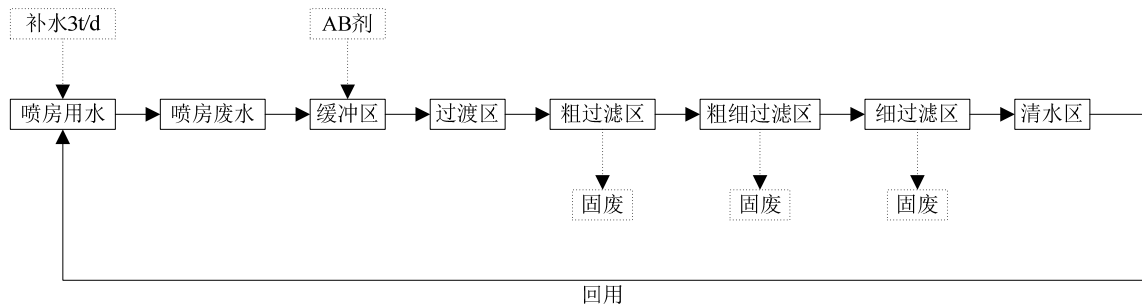 补水3t/d
AB剂
喷房用水
喷房废水
缓冲区
过渡区
粗过滤区
粗细过滤区
细过滤区
清水区
固废
固废
固废
回用